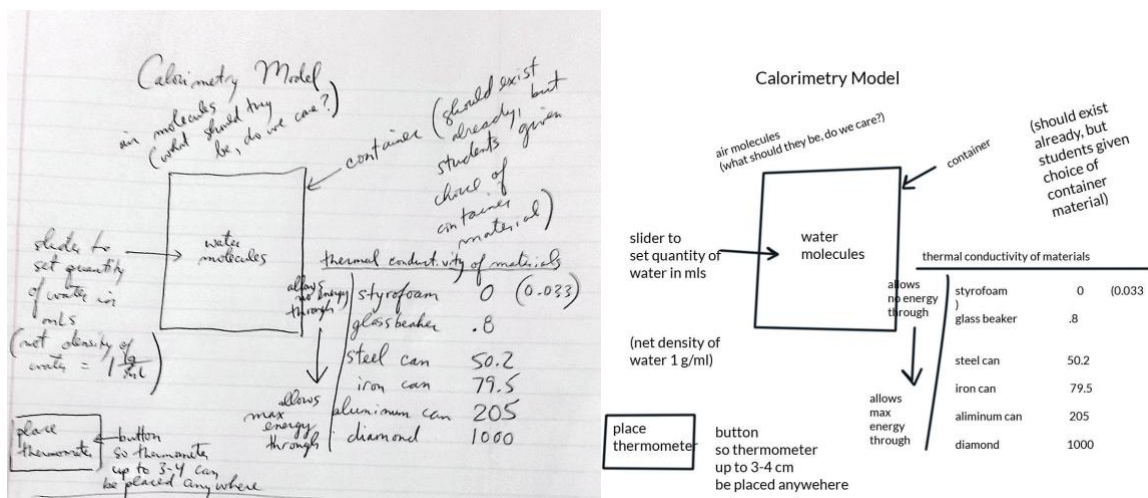 Calorimetry Model
air molecules
(what should they
be, do we care?)
container
(should exist
already, but
students given
choice of
container
material)
slider to
set quantity
of water in
mLs
(net density of
water = 1 g/mL)
water
molecules
thermal conductivity of materials
allows
no energy
through
styrofoam 0 (0.033)
glass beaker .8
steel can 50.2
iron can 79.5
aluminum can 205
diamond 1000
allows
max
energy
through
place
thermometer
button
so thermometer
up to 3-4 can
be placed anywhere
Calorimetry Model
air molecules
(what should they be, do we care?)
container
(should exist
already, but
students given
choice of
container
material)
slider to
set quantity of
water in mls
water
molecules
(net density of
water 1 g/ml)
thermal conductivity of materials
allows
no energy
through
styrofoam 0 (0.033
)
glass beaker .8
steel can 50.2
iron can 79.5
aliminum can 205
diamond 1000
allows
max
energy
through
place
thermometer
button
so thermometer
up to 3-4 cm
be placed anywehere